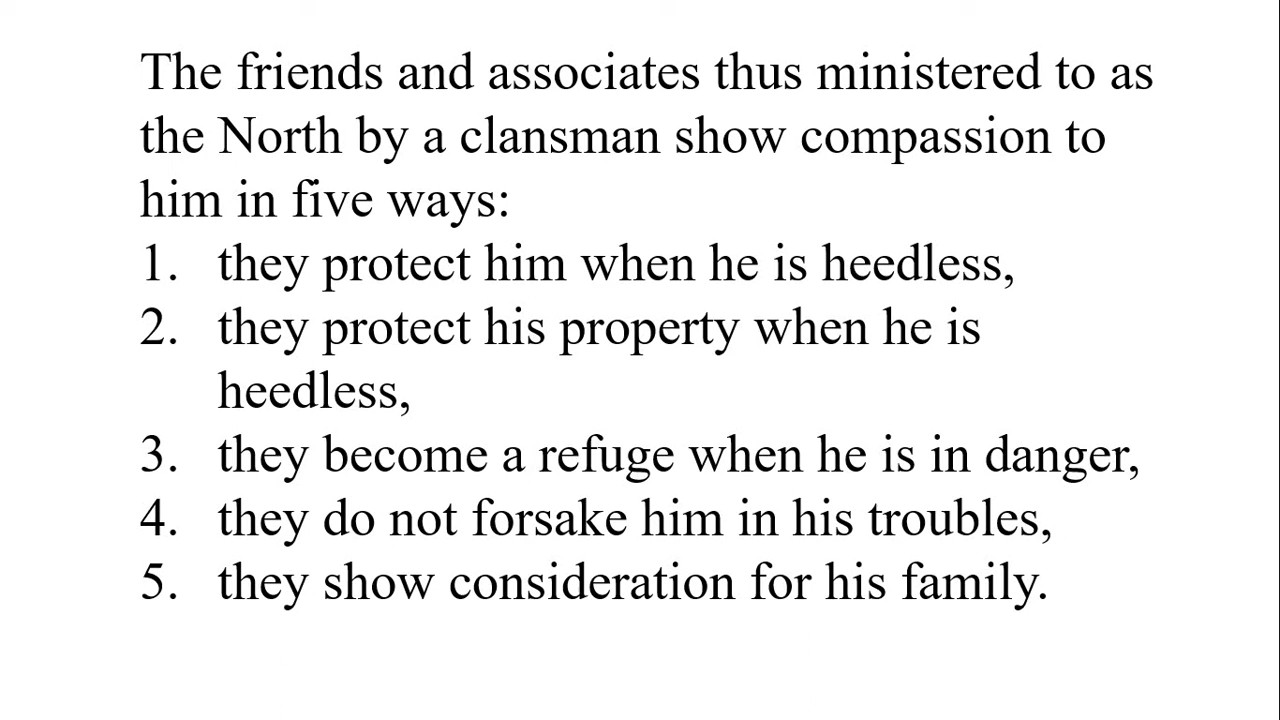 The friends and associates thus ministered to as
the North by a clansman show compassion to
him in five ways:
1. they protect him when he is heedless,
2. they protect his property when he is
heedless,
3. they become a refuge when he is in danger,
4. they do not forsake him in his troubles,
5. they show consideration for his family.